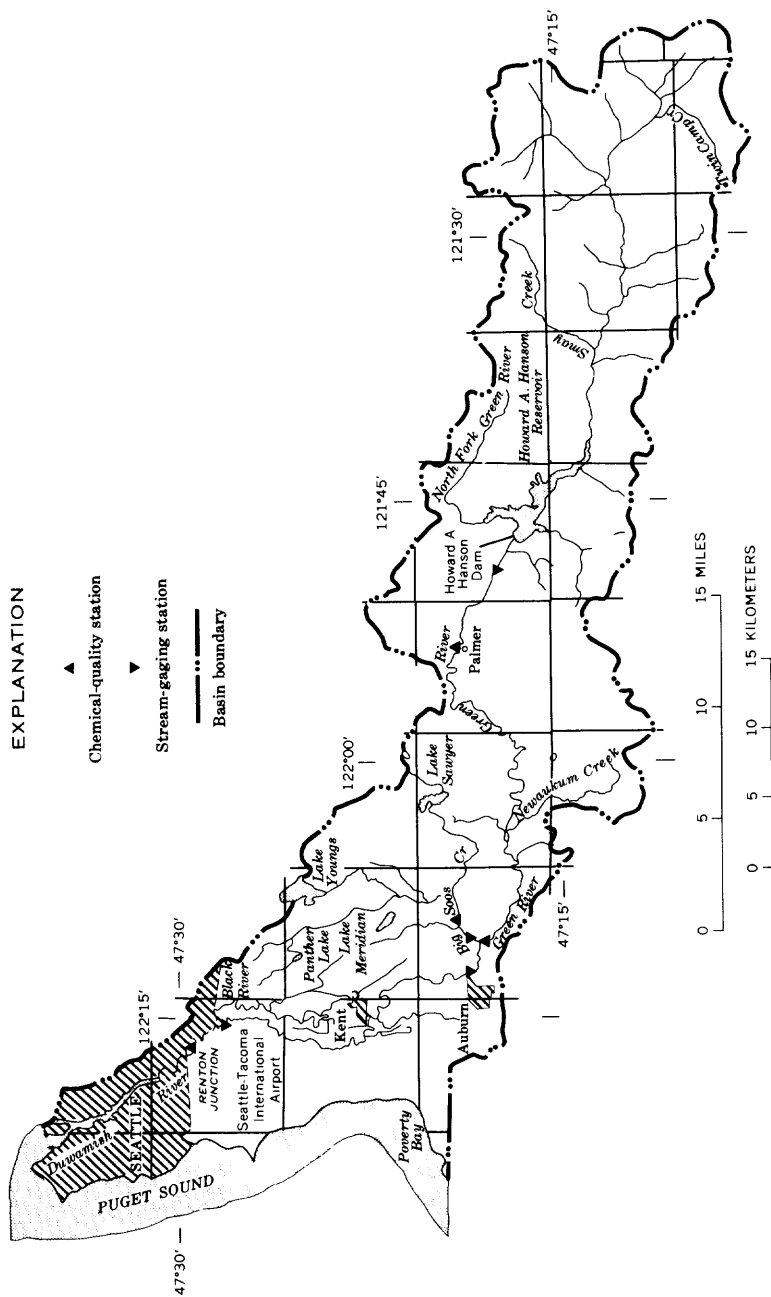 EXPLANATION
Chemical-quality station
Stream-gaging station
Basin boundary
47°30'
122°15'
47°30'
122°00'
121°45'
121°30'
47°15'
47°15'
PUGET SOUND
SEATTLE
Duwamish
River
RENTON
JUNCTION
Seattle-Tacoma
International
Airport
Black
River
Panther
Lake
Lake
Meridian
Lake
Youngs
Kent
Auburn
Poverty
Bay
Big
Soos
Cr
Green River
Lake
Sawyer
Newaukum Creek
Green
River
Palmer
Howard A
Hanson
Dam
North Fork Green River
Howard A. Hanson
Reservoir
Smay
Creek
Twin Camp Cr
0
5
10
15 MILES
0
5
10
15 KILOMETERS